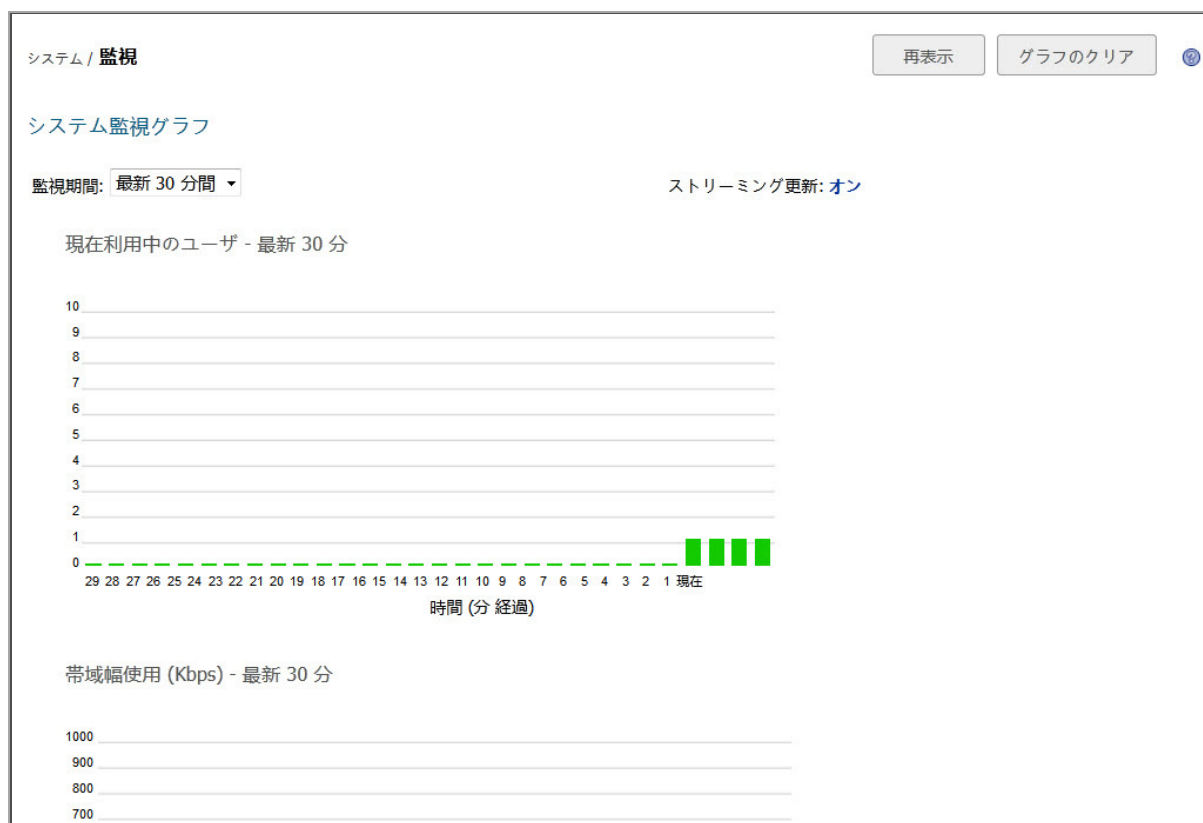 システム / 監視
再表示
グラフのクリア
システム監視グラフ
監視期間: 最新 30 分間
ストリーミング更新: オン
現在利用中のユーザ - 最新 30 分
10
9
8
7
6
5
4
3
2
1
0
29 28 27 26 25 24 23 22 21 20 19 18 17 16 15 14 13 12 11 10 9 8 7 6 5 4 3 2 1 現在
時間 (分 経過)
帯域幅使用 (Kbps) - 最新 30 分
1000
900
800
700